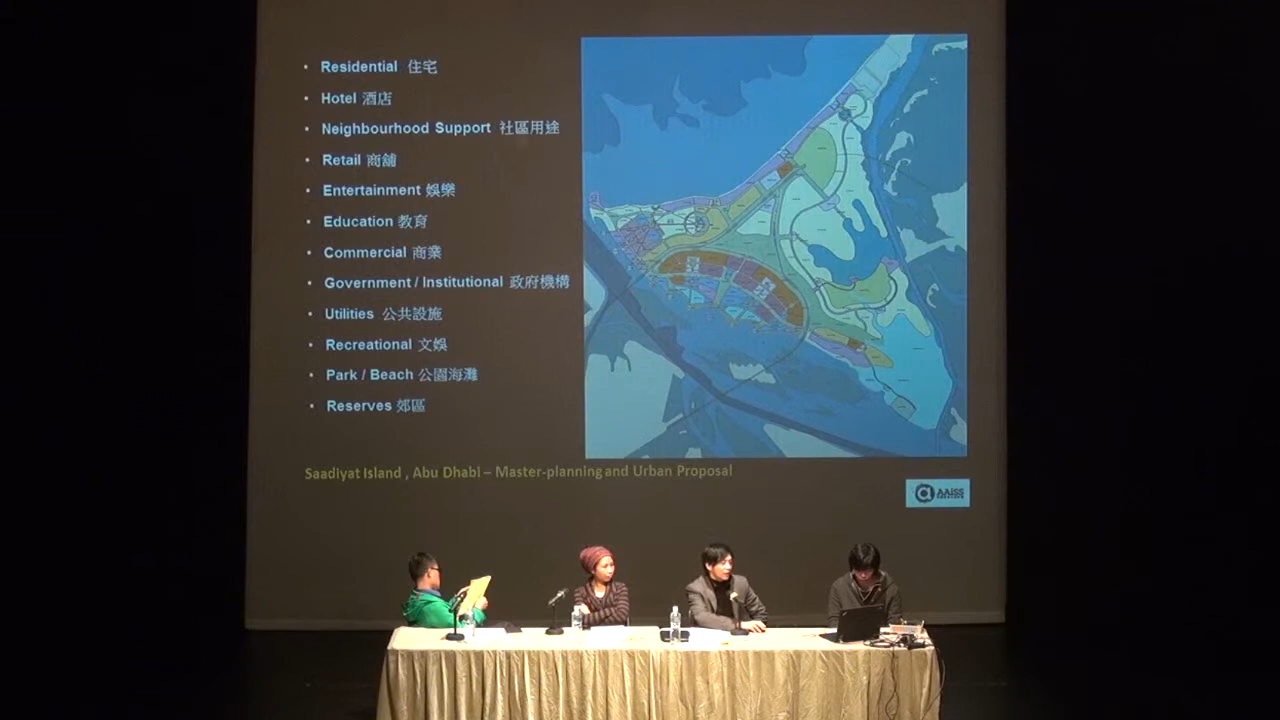 • Residential 住宅
• Hotel 酒店
• Neighbourhood Support 社區用途
• Retail 商舖
• Entertainment 娛樂
• Education 教育
• Commercial 商業
• Government / Institutional 政府機構
• Utilities 公共設施
• Recreational 文娛
• Park / Beach 公園海灘
• Reserves 郊區
Saadiyat Island , Abu Dhabi – Master-planning and Urban Proposal
AAiSS